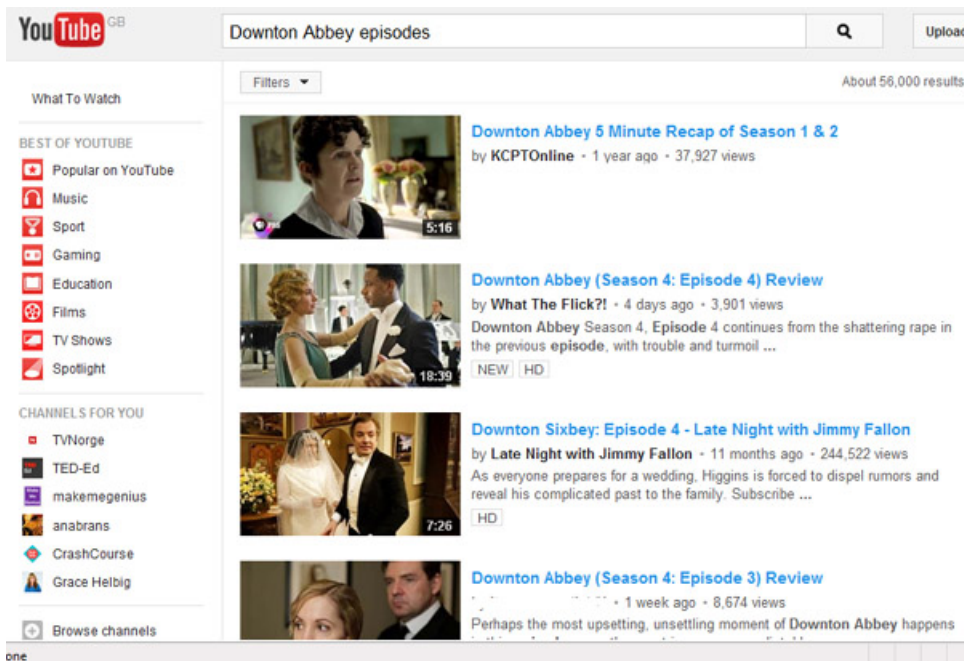 YouTube GB
Downton Abbey episodes
Upload
What To Watch
BEST OF YOUTUBE
Popular on YouTube
Music
Sport
Gaming
Education
Films
TV Shows
Spotlight
CHANNELS FOR YOU
TVNorge
TED-Ed
makemegenius
anabrans
CrashCourse
Grace Helbig
Browse channels
one
Filters
About 56,000 results
5:16
Downton Abbey 5 Minute Recap of Season 1 & 2
by KCPTOnline • 1 year ago • 37,927 views
18:39
Downton Abbey (Season 4: Episode 4) Review
by What The Flick?! • 4 days ago • 3,901 views
Downton Abbey Season 4, Episode 4 continues from the shattering rape in
the previous episode, with trouble and turmoil ...
NEW HD
7:26
Downton Sixbey: Episode 4 - Late Night with Jimmy Fallon
by Late Night with Jimmy Fallon • 11 months ago • 244,522 views
As everyone prepares for a wedding, Higgins is forced to dispel rumors and
reveal his complicated past to the family. Subscribe ...
HD
Downton Abbey (Season 4: Episode 3) Review
• 1 week ago • 8,674 views
Perhaps the most upsetting, unsettling moment of Downton Abbey happens